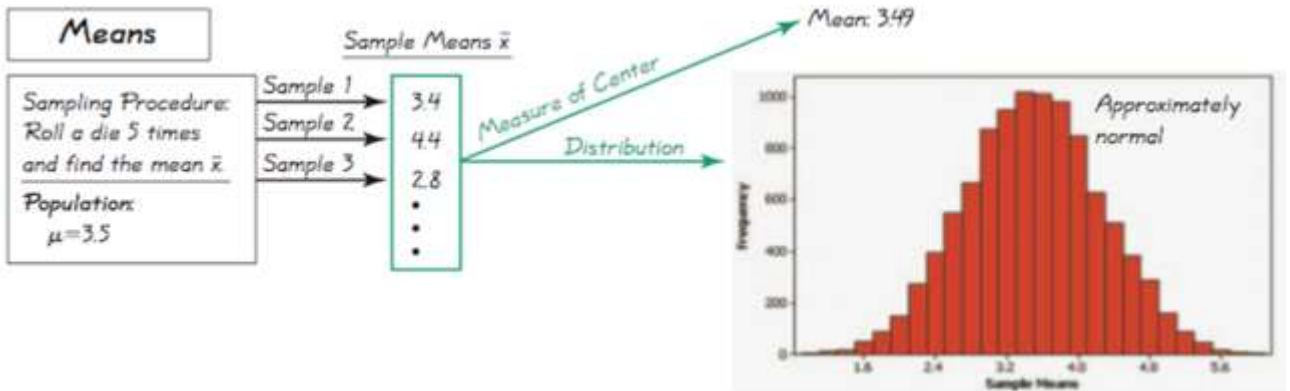 Means
Sample Means x̄
Sampling Procedure:
Roll a die 5 times
and find the mean x̄.
Population:
μ=3.5
Sample 1
Sample 2
Sample 3
3.4
4.4
2.8
Measure of Center
Mean: 3.49
Distribution
Approximately
normal
Frequency
1000
800
600
400
200
0
1.6 2.4 3.2 4.0 4.8 5.6
Sample Means